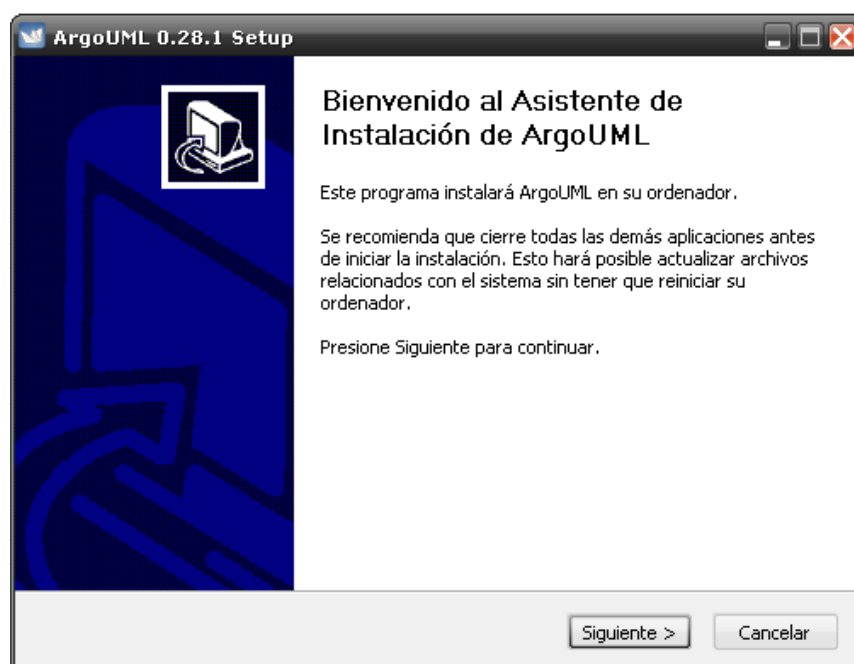 ArgoUML 0.28.1 Setup
Bienvenido al Asistente de
Instalación de ArgoUML
Este programa instalará ArgoUML en su ordenador.
Se recomienda que cierre todas las demás aplicaciones antes
de iniciar la instalación. Esto hará posible actualizar archivos
relacionados con el sistema sin tener que reiniciar su
ordenador.
Presione Siguiente para continuar.
Siguiente >
Cancelar